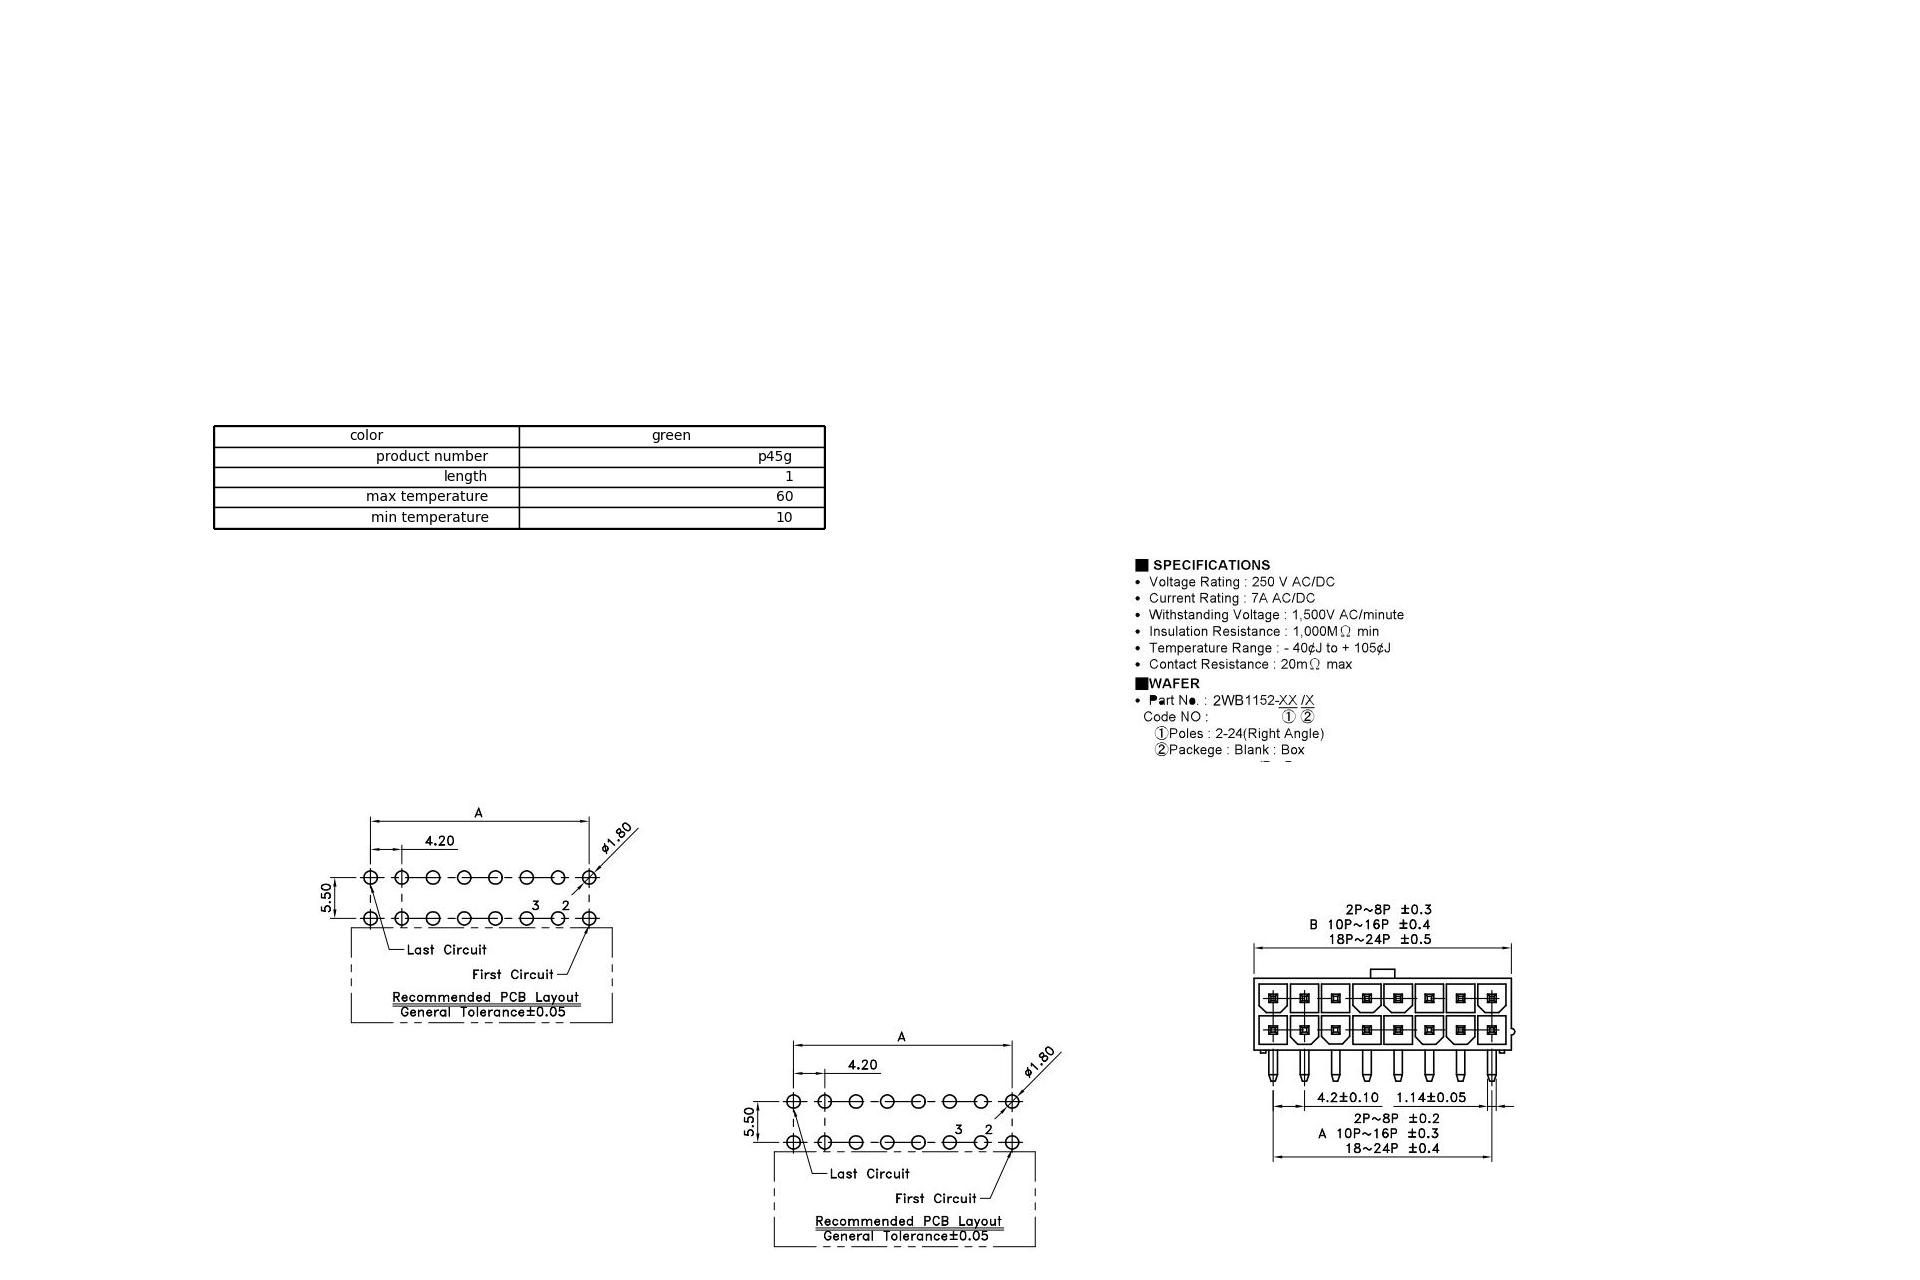 color green
product number p45g
length 1
max temperature 60
min temperature 10
■ SPECIFICATIONS
• Voltage Rating : 250 V AC/DC
• Current Rating : 7A AC/DC
• Withstanding Voltage : 1,500V AC/minute
• Insulation Resistance : 1,000MΩ min
• Temperature Range : - 40¢J to + 105¢J
• Contact Resistance : 20mΩ max
■WAFER
• Part No. : 2WB1152-XX /X
Code NO : ① ②
①Poles : 2-24(Right Angle)
②Packege : Blank : Box
A
4.20
ø1.80
5.50
3 2
Last Circuit
First Circuit
Recommended PCB Layout
General Tolerance±0.05
A
4.20
ø1.80
5.50
3 2
Last Circuit
First Circuit
Recommended PCB Layout
General Tolerance±0.05
2P~8P ±0.3
B 10P~16P ±0.4
18P~24P ±0.5
4.2±0.10 1.14±0.05
2P~8P ±0.2
A 10P~16P ±0.3
18~24P ±0.4